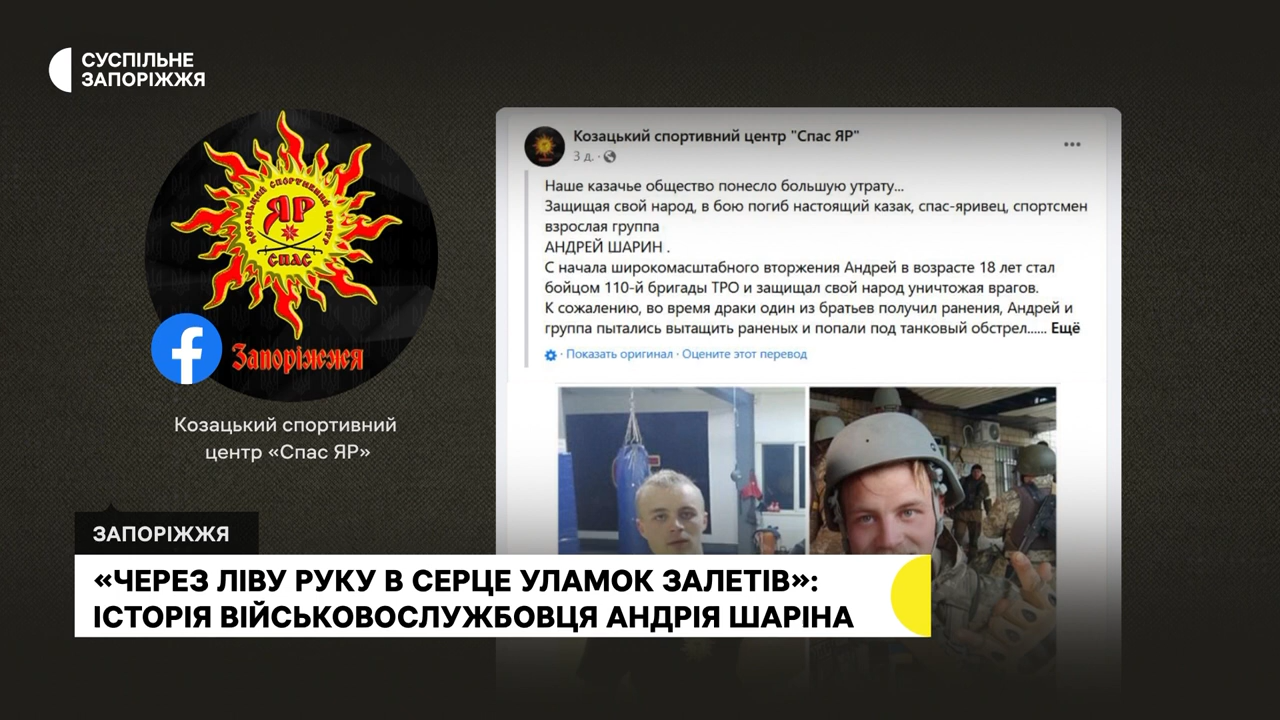 СУСПІЛЬНЕ
ЗАПОРІЖЖЯ
КОЗАЦЬКИЙ СПОРТИВНИЙ ЦЕНТР
ЯР
СПАС
Запоріжжя
Козацький спортивний
центр «Спас ЯР»
Козацький спортивний центр "Спас ЯР"
3 д. ·
Наше казачье общество понесло большую утрату...
Защищая свой народ, в бою погиб настоящий казак, спас-яривец, спортсмен
взрослая группа
АНДРЕЙ ШАРИН .
С начала широкомасштабного вторжения Андрей в возрасте 18 лет стал
бойцом 110-й бригады ТРО и защищал свой народ уничтожая врагов.
К сожалению, во время драки один из братьев получил ранения, Андрей и
группа пытались вытащить раненых и попали под танковый обстрел...... Ещё
· Показать оригинал · Оцените этот перевод
ЗАПОРІЖЖЯ
«ЧЕРЕЗ ЛІВУ РУКУ В СЕРЦЕ УЛАМОК ЗАЛЕТІВ»:
ІСТОРІЯ ВІЙСЬКОВОСЛУЖБОВЦЯ АНДРІЯ ШАРІНА